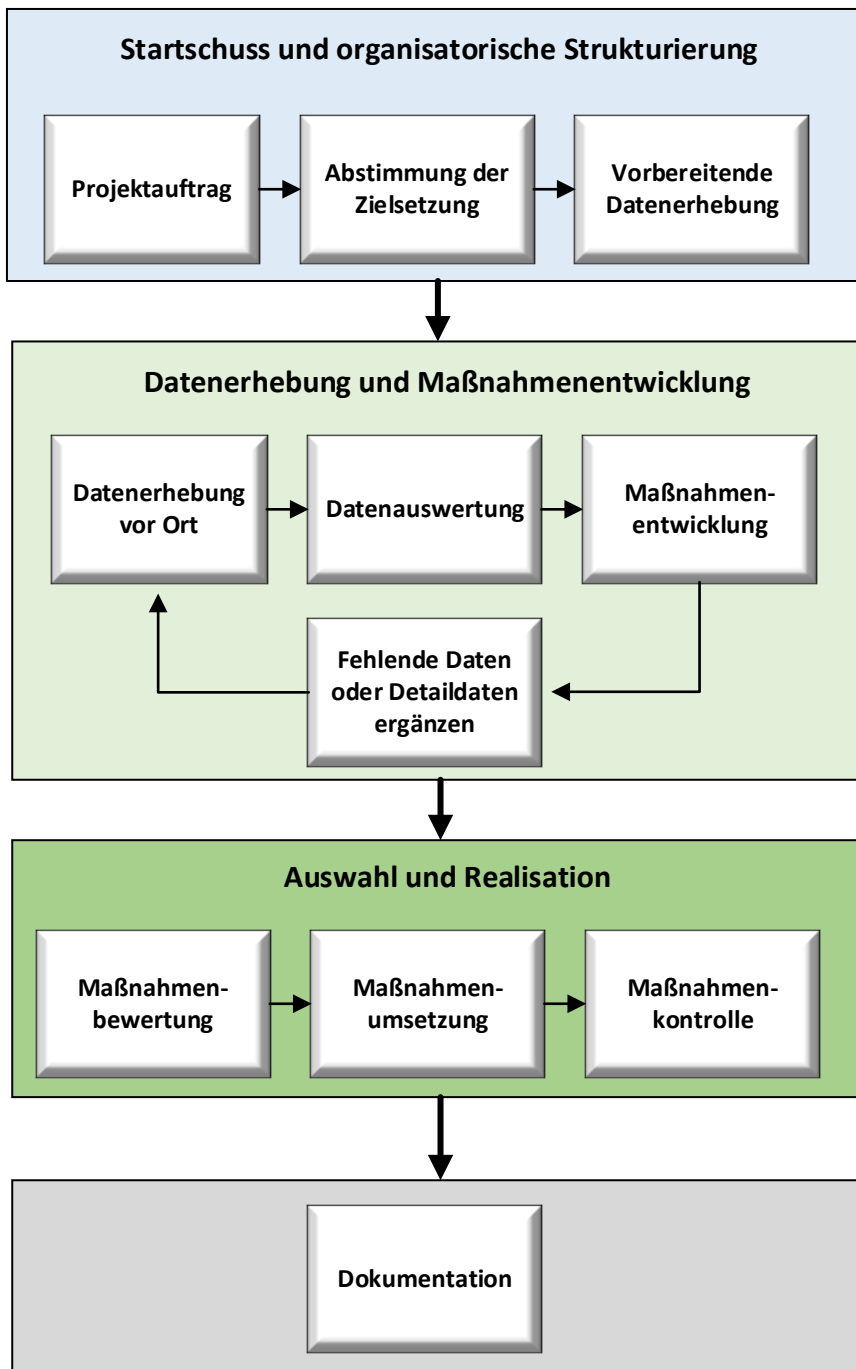 Startschuss und organisatorische Strukturierung
Projektauftrag
Abstimmung der
Zielsetzung
Vorbereitende
Datenerhebung
Datenerhebung und Maßnahmenentwicklung
Datenerhebung
vor Ort
Datenauswertung
Maßnahmen-
entwicklung
Fehlende Daten
oder Detaildaten
ergänzen
Auswahl und Realisation
Maßnahmen-
bewertung
Maßnahmen-
umsetzung
Maßnahmen-
kontrolle
Dokumentation